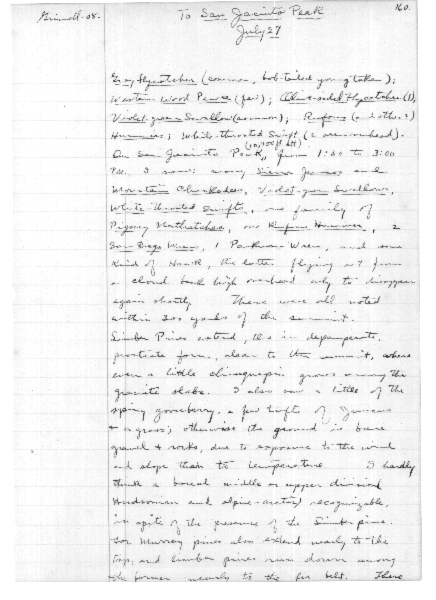 Grinnell - 08.
To San Jacinto Peak
160.
July 27
Gray flycatcher (common, bob-tailed young taken);
Western Wood Pewee (pair); Olive-sided Flycatcher (1),
Violet-green Swallow (common); Rufous (& other?)
Hummers; White-throated Swift (2 overhead).
(10,700 ft. alt.)
On San Jacinto Peak, from 1:30 to 3:00
P.M. I saw: many Sierra Juncos and
Mountain Chickadees, Violet-green Swallows,
White-throated Swifts, one family of
Pigmy Nuthatches, one Rufous Hummer, 2
San Diego Wrens, 1 Parkman Wren, and some
kind of Hawk, the latter flying out from
a cloud bank high overhead only to disappear
again shortly. These were all noted
within 200 yards of the summit.
Limber Pines extend, tho in depauperate,
prostrate form, clear to the summit, where
even a little chinquapin grows among the
granite slabs. I also saw a little of the
spiny gooseberry, a few tufts of Juncus
& a grass; otherwise the ground is bare
gravel & rocks, due to exposure to the wind
and slope than to temperature. I hardly
think a boreal middle or upper division
Hudsonian and alpine-arctic) recognizable,
in spite of the presence of the Limber pine.
For Murray pines also extend nearly to the
top, and limber pines run down among
the former nearly to the fir belt. There